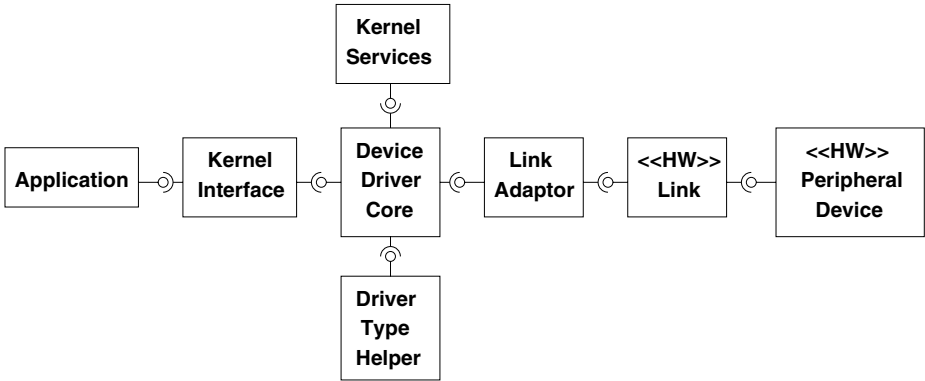 Kernel
Services
Application
Kernel
Interface
Device
Driver
Core
Link
Adaptor
<<HW>>
Link
<<HW>>
Peripheral
Device
Driver
Type
Helper